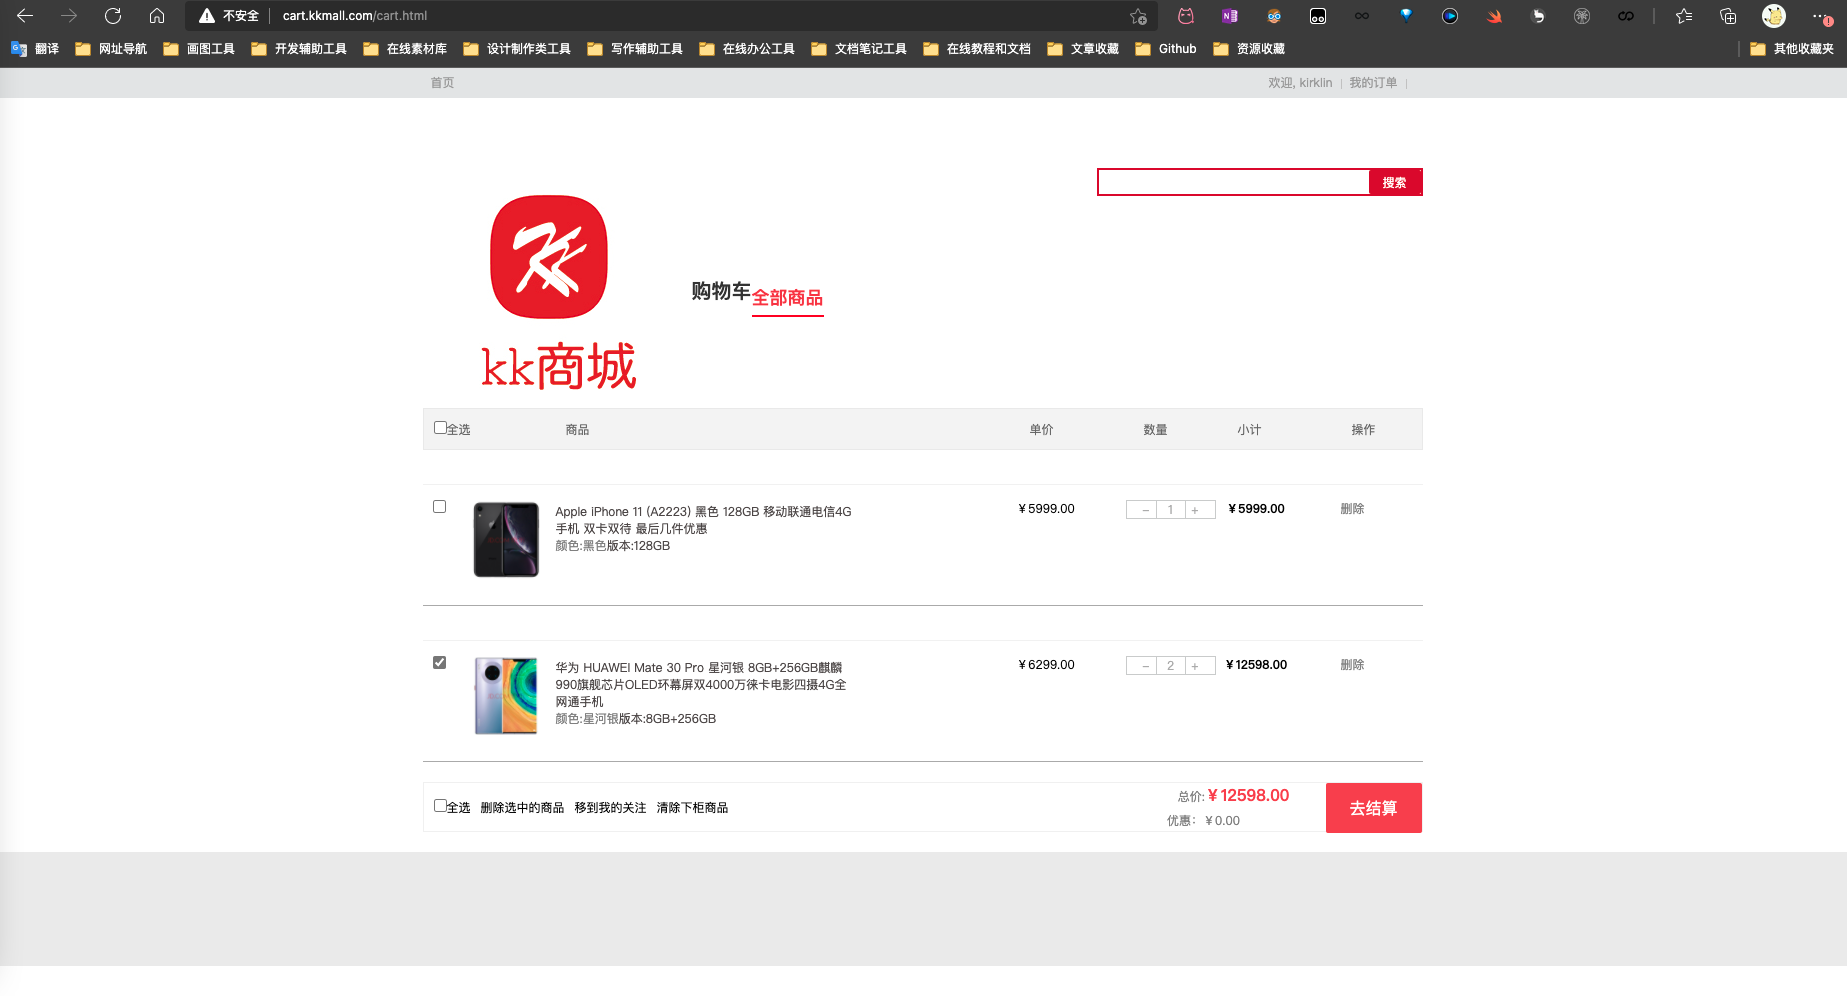 不安全 cart.kkmall.com/cart.html
翻译 网址导航 画图工具 开发辅助工具 在线素材库 设计制作类工具 写作辅助工具 在线办公工具 文档笔记工具 在线教程和文档 文章收藏 Github 资源收藏 其他收藏夹
首页 欢迎, kirklin | 我的订单 |
搜索
kk商城
购物车 全部商品
全选 商品 单价 数量 小计 操作
Apple iPhone 11 (A2223) 黑色 128GB 移动联通电信4G ¥5999.00 − 1 + ¥5999.00 删除
手机 双卡双待 最后几件优惠
颜色:黑色版本:128GB
华为 HUAWEI Mate 30 Pro 星河银 8GB+256GB麒麟 ¥6299.00 − 2 + ¥12598.00 删除
990旗舰芯片OLED环幕屏双4000万徕卡电影四摄4G全
网通手机
颜色:星河银版本:8GB+256GB
全选 删除选中的商品 移到我的关注 清除下柜商品 总价: ¥12598.00 去结算
优惠： ¥0.00